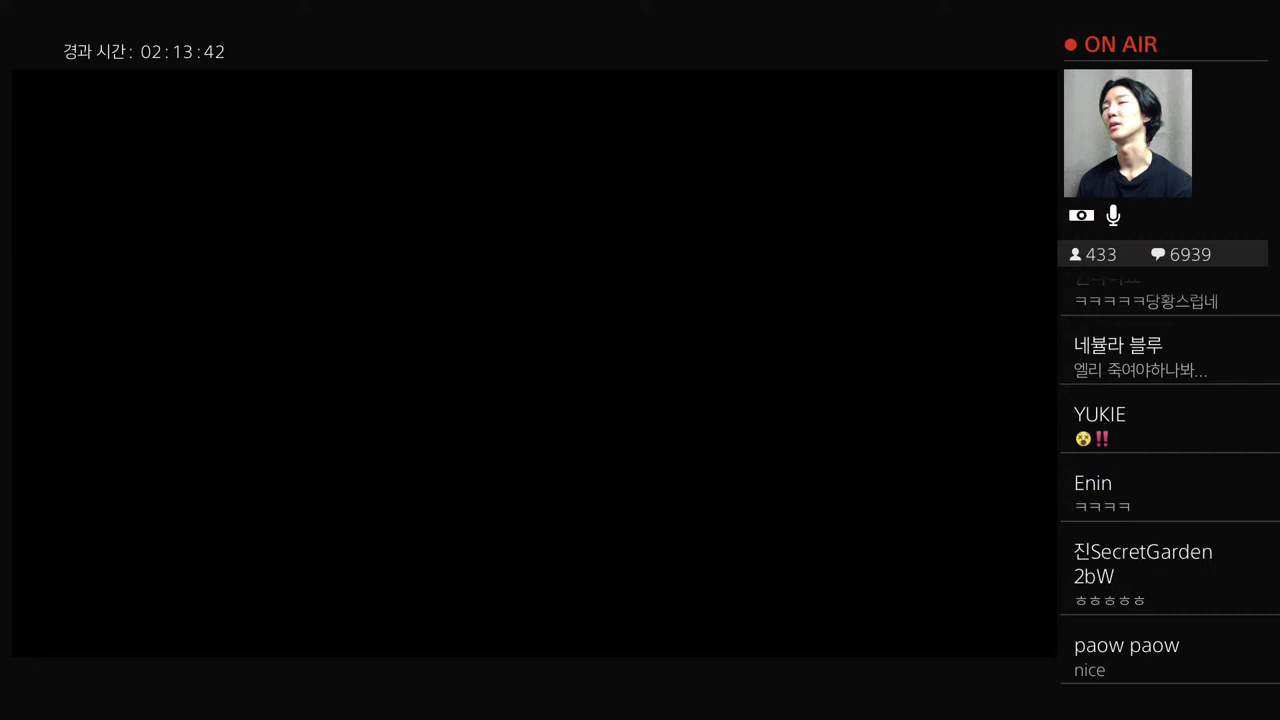 경과 시간: 02:13:42
ON AIR
433 6939
ㅋㅋㅋㅋㅋ당황스럽네
네뷸라 블루
엘리 죽여야하나봐...
YUKIE
😵‼️
Enin
ㅋㅋㅋㅋ
진SecretGarden
2bW
ㅎㅎㅎㅎㅎ
paow paow
nice